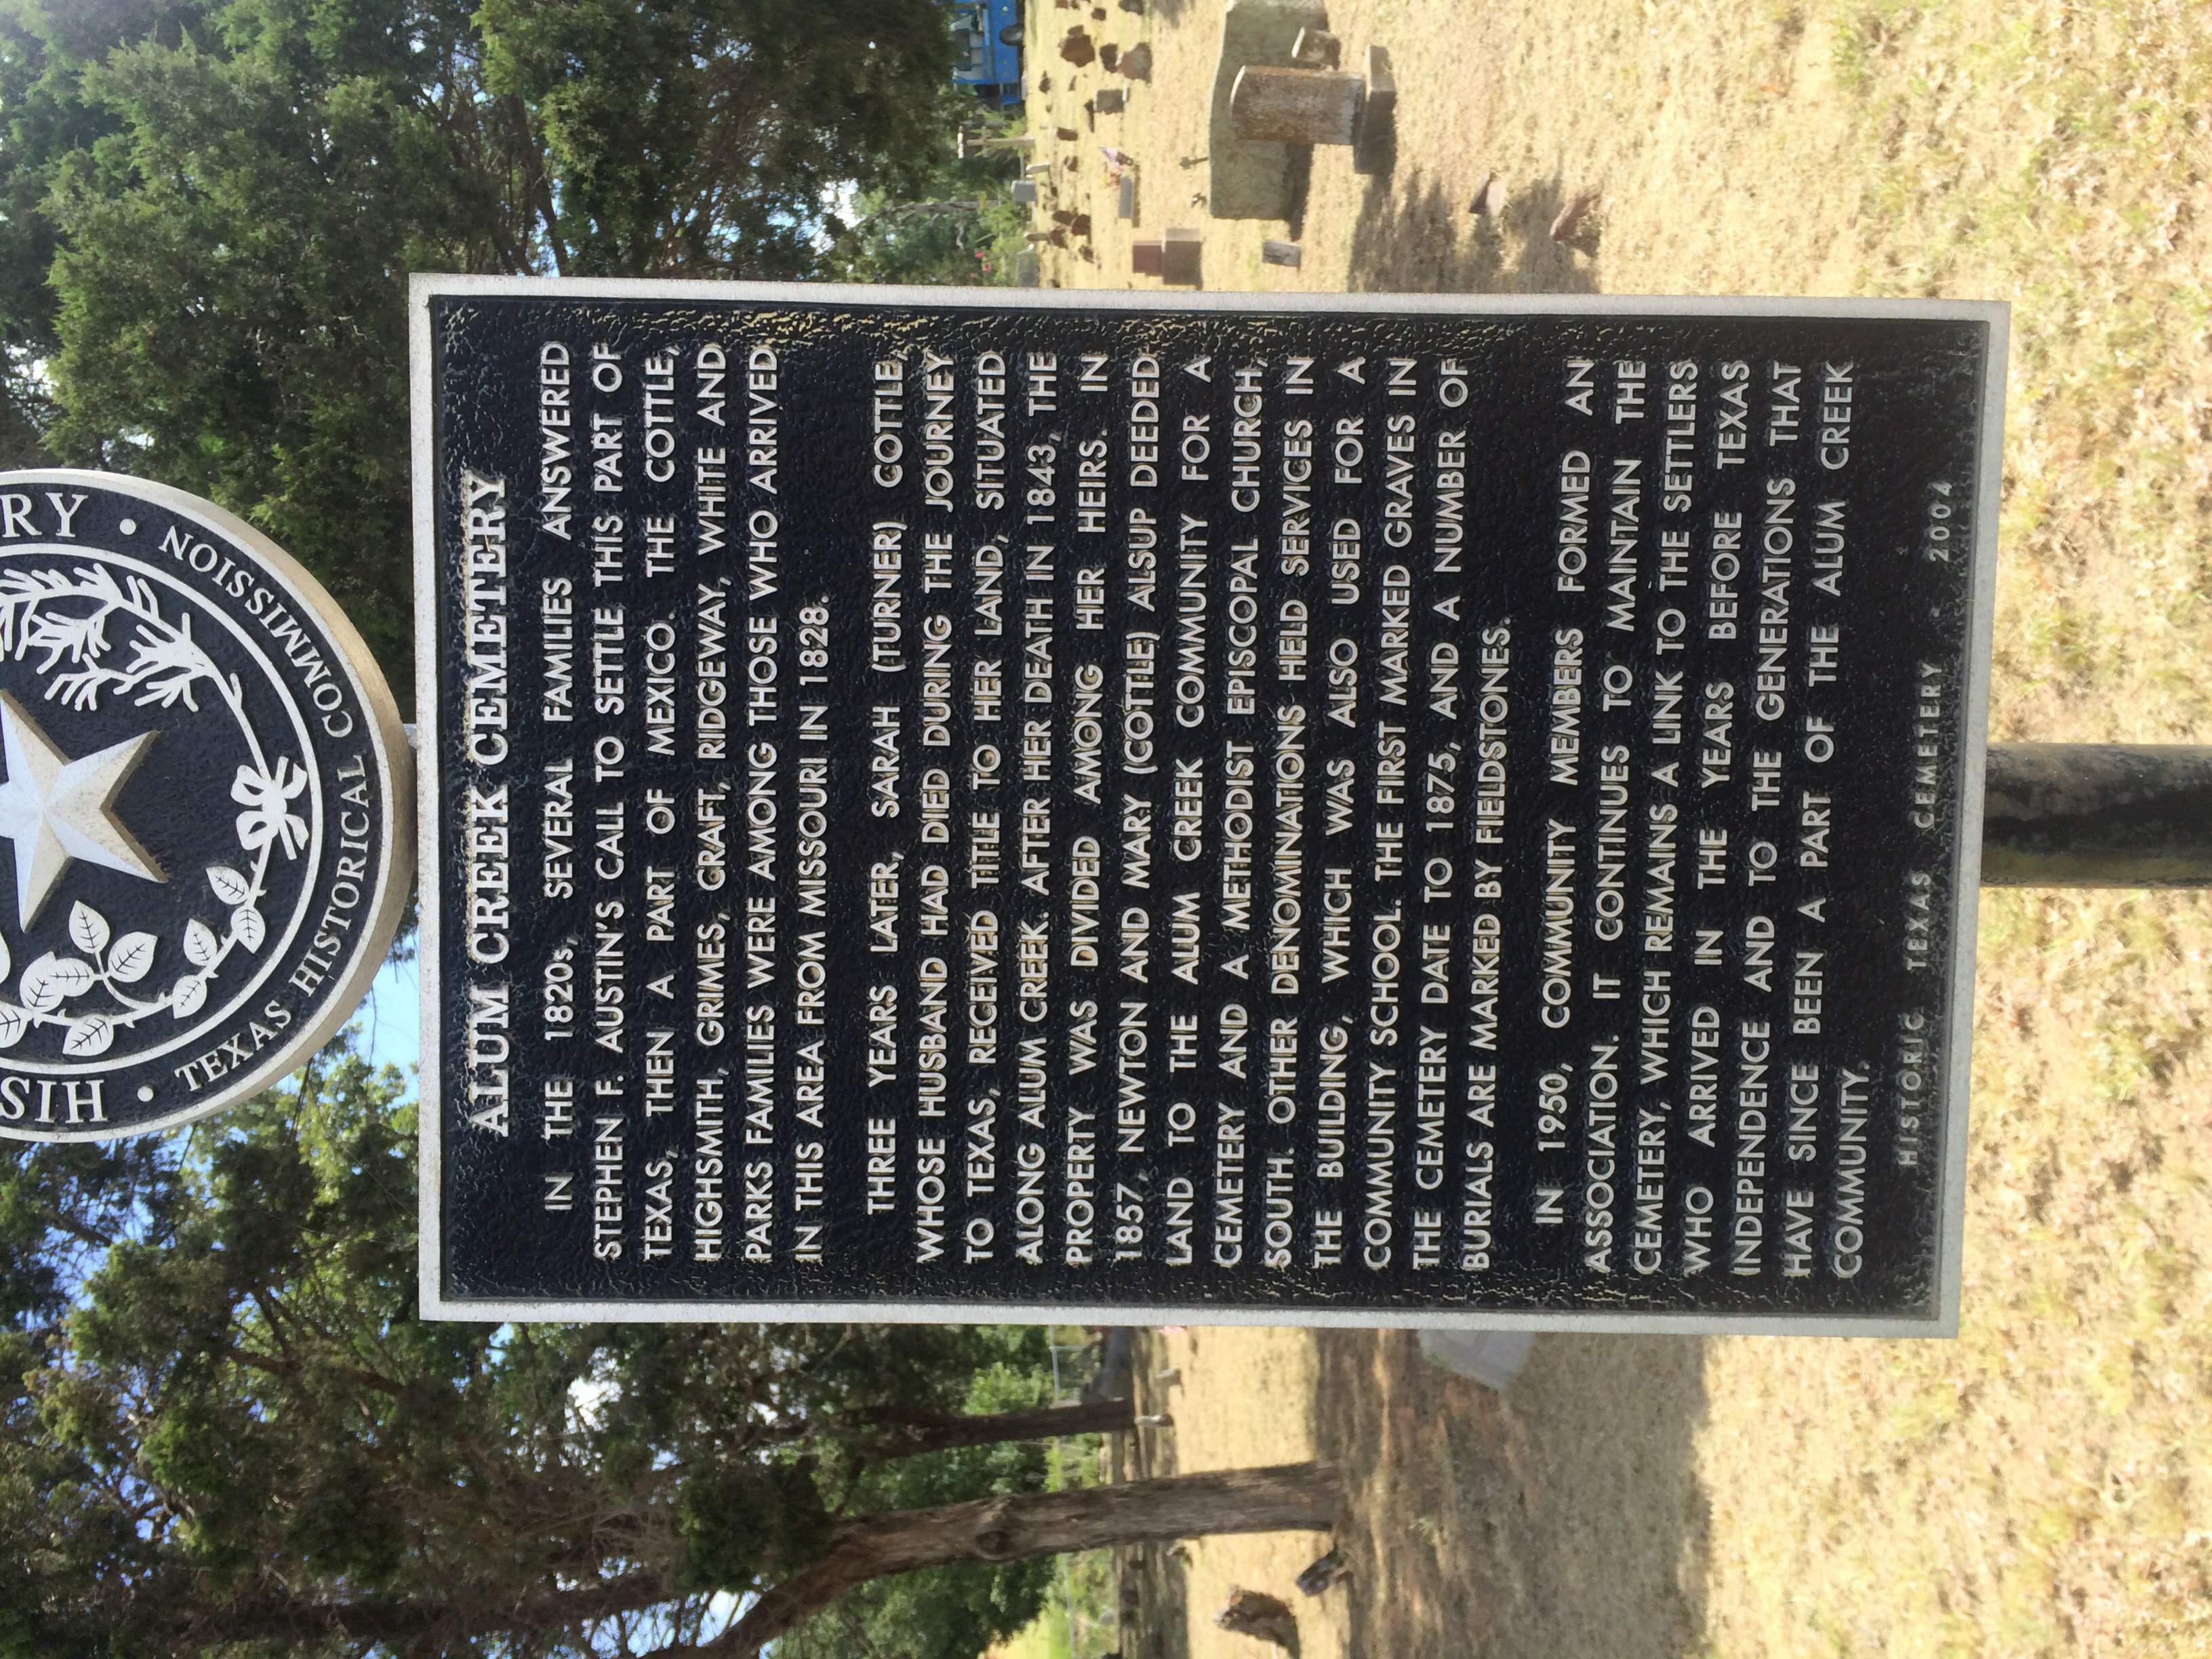 RY • TEXAS HISTORICAL COMMISSION • HIS
ALUM CREEK CEMETERY
IN THE 1820s, SEVERAL FAMILIES ANSWERED
STEPHEN F. AUSTIN'S CALL TO SETTLE THIS PART OF
TEXAS, THEN A PART OF MEXICO. THE COTTLE,
HIGHSMITH, GRIMES, CRAFT, RIDGEWAY, WHITE AND
PARKS FAMILIES WERE AMONG THOSE WHO ARRIVED
IN THIS AREA FROM MISSOURI IN 1828.
THREE YEARS LATER, SARAH (TURNER) COTTLE,
WHOSE HUSBAND HAD DIED DURING THE JOURNEY
TO TEXAS, RECEIVED TITLE TO HER LAND, SITUATED
ALONG ALUM CREEK. AFTER HER DEATH IN 1843, THE
PROPERTY WAS DIVIDED AMONG HER HEIRS. IN
1857, NEWTON AND MARY (COTTLE) ALSUP DEEDED
LAND TO THE ALUM CREEK COMMUNITY FOR A
CEMETERY AND A METHODIST EPISCOPAL CHURCH,
SOUTH. OTHER DENOMINATIONS HELD SERVICES IN
THE BUILDING, WHICH WAS ALSO USED FOR A
COMMUNITY SCHOOL. THE FIRST MARKED GRAVES IN
THE CEMETERY DATE TO 1875, AND A NUMBER OF
BURIALS ARE MARKED BY FIELDSTONES.
IN 1950, COMMUNITY MEMBERS FORMED AN
ASSOCIATION. IT CONTINUES TO MAINTAIN THE
CEMETERY, WHICH REMAINS A LINK TO THE SETTLERS
WHO ARRIVED IN THE YEARS BEFORE TEXAS
INDEPENDENCE AND TO THE GENERATIONS THAT
HAVE SINCE BEEN A PART OF THE ALUM CREEK
COMMUNITY.
HISTORIC TEXAS CEMETERY - 2004